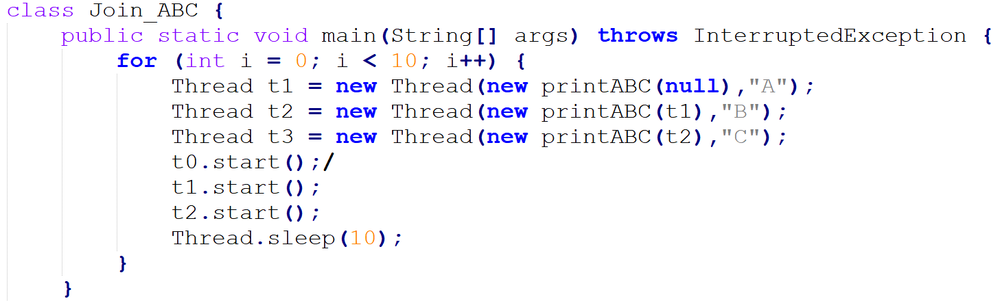 class Join_ABC {
public static void main(String[] args) throws InterruptedException {
for (int i = 0; i < 10; i++) {
Thread t1 = new Thread(new printABC(null),"A");
Thread t2 = new Thread(new printABC(t1),"B");
Thread t3 = new Thread(new printABC(t2),"C");
t0.start();/
t1.start();
t2.start();
Thread.sleep(10);
}
}